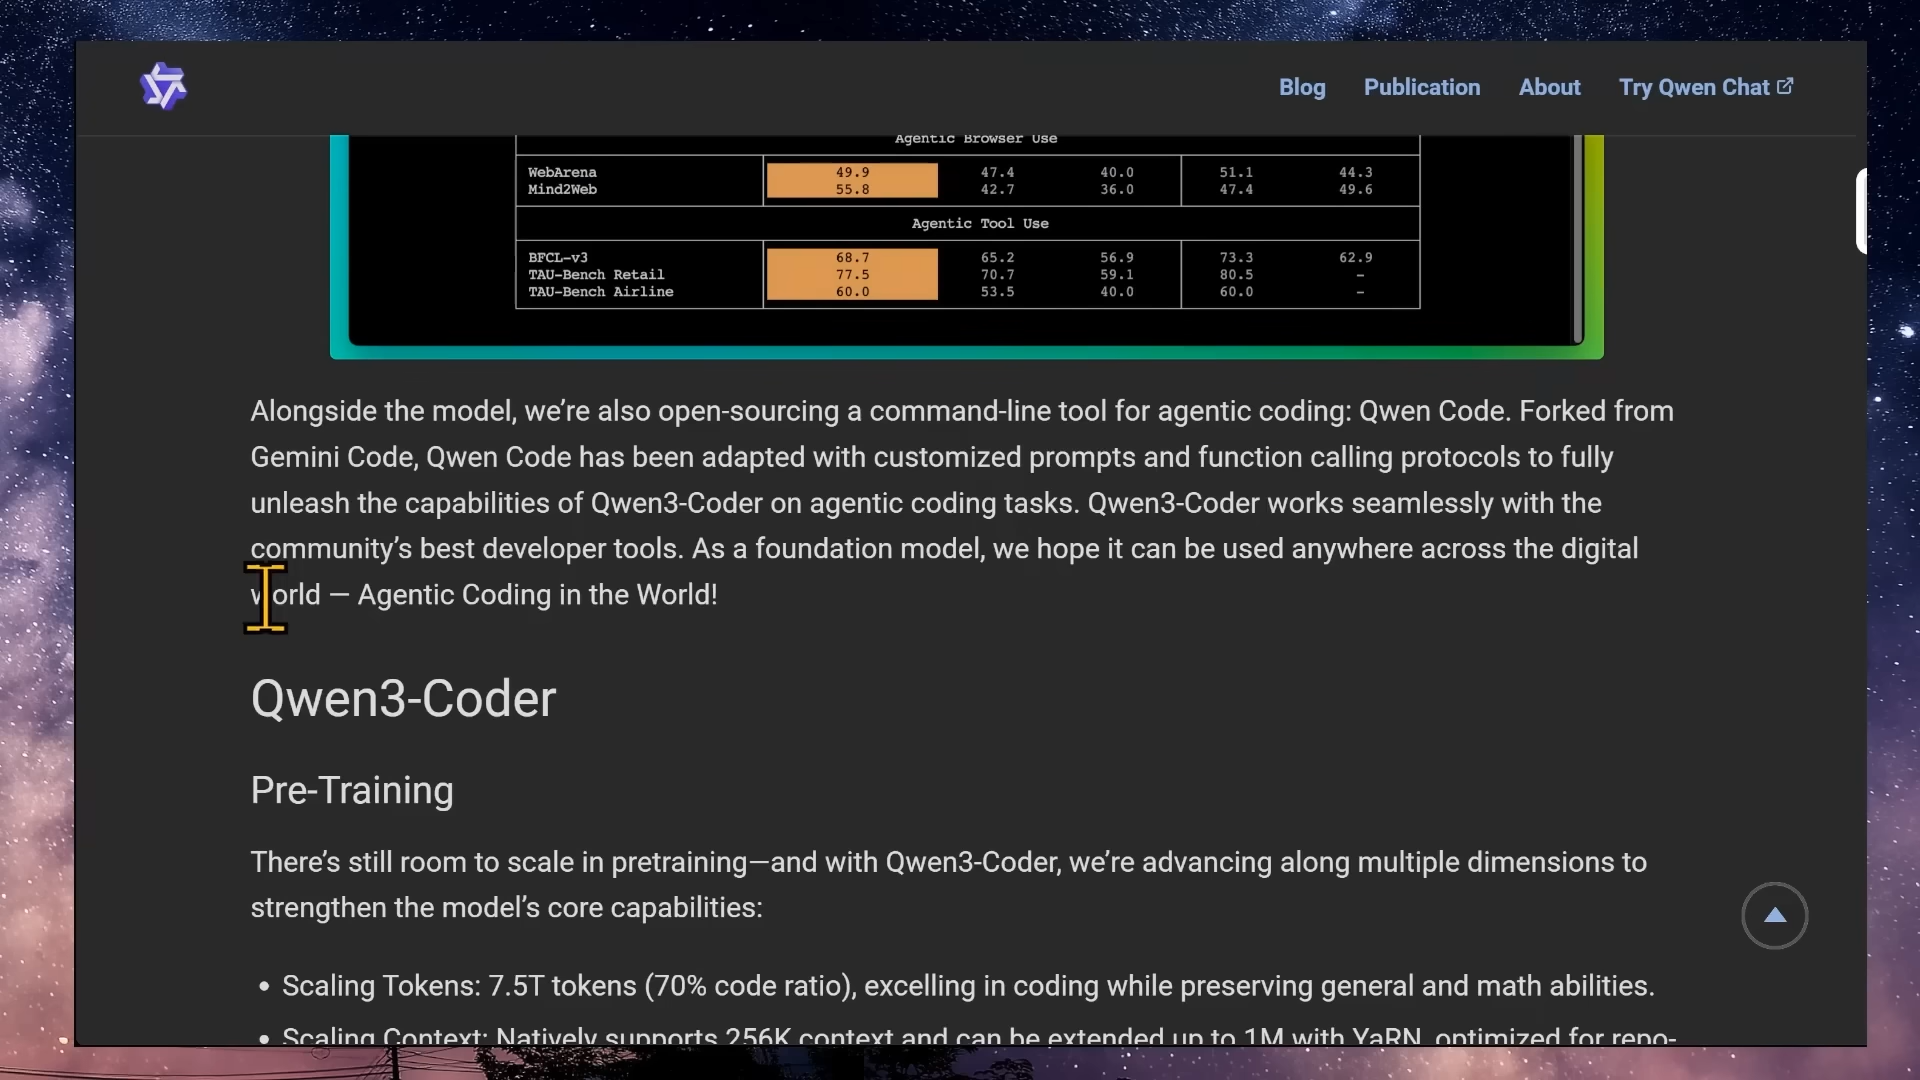 Blog Publication About Try Qwen Chat
Agentic Browser Use
WebArena 49.9 47.4 40.0 51.1 44.3
Mind2Web 55.8 42.7 36.0 47.4 49.6
Agentic Tool Use
BFCL-v3 68.7 65.2 56.9 73.3 62.9
TAU-Bench Retail 77.5 70.7 59.1 80.5 –
TAU-Bench Airline 60.0 53.5 40.0 60.0 –
Alongside the model, we’re also open-sourcing a command-line tool for agentic coding: Qwen Code. Forked from
Gemini Code, Qwen Code has been adapted with customized prompts and function calling protocols to fully
unleash the capabilities of Qwen3-Coder on agentic coding tasks. Qwen3-Coder works seamlessly with the
community’s best developer tools. As a foundation model, we hope it can be used anywhere across the digital
world — Agentic Coding in the World!
Qwen3-Coder
Pre-Training
There’s still room to scale in pretraining—and with Qwen3-Coder, we’re advancing along multiple dimensions to
strengthen the model’s core capabilities:
• Scaling Tokens: 7.5T tokens (70% code ratio), excelling in coding while preserving general and math abilities.
• Scaling Context: Natively supports 256K context and can be extended up to 1M with YaRN, optimized for repo-